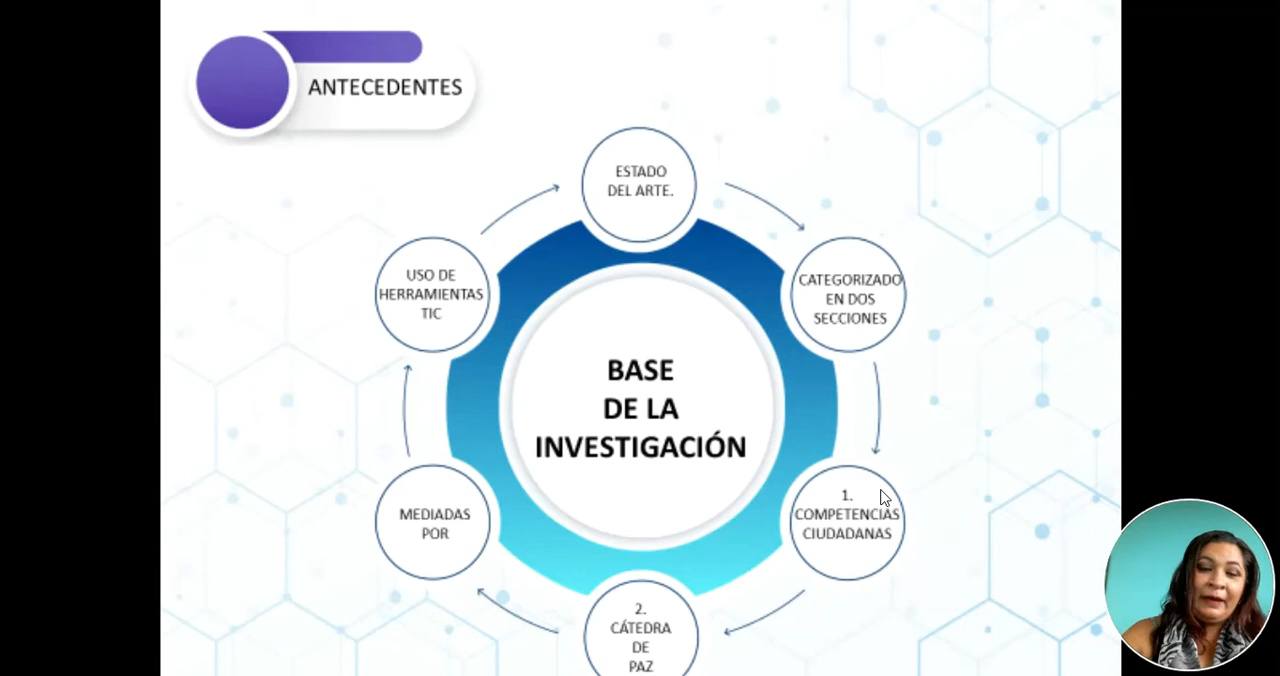 ANTECEDENTES
ESTADO
DEL ARTE.
CATEGORIZADO
EN DOS
SECCIONES
1.
COMPETENCIAS
CIUDADANAS
2.
CÁTEDRA
DE
PAZ
MEDIADAS
POR
USO DE
HERRAMIENTAS
TIC
BASE
DE LA
INVESTIGACIÓN